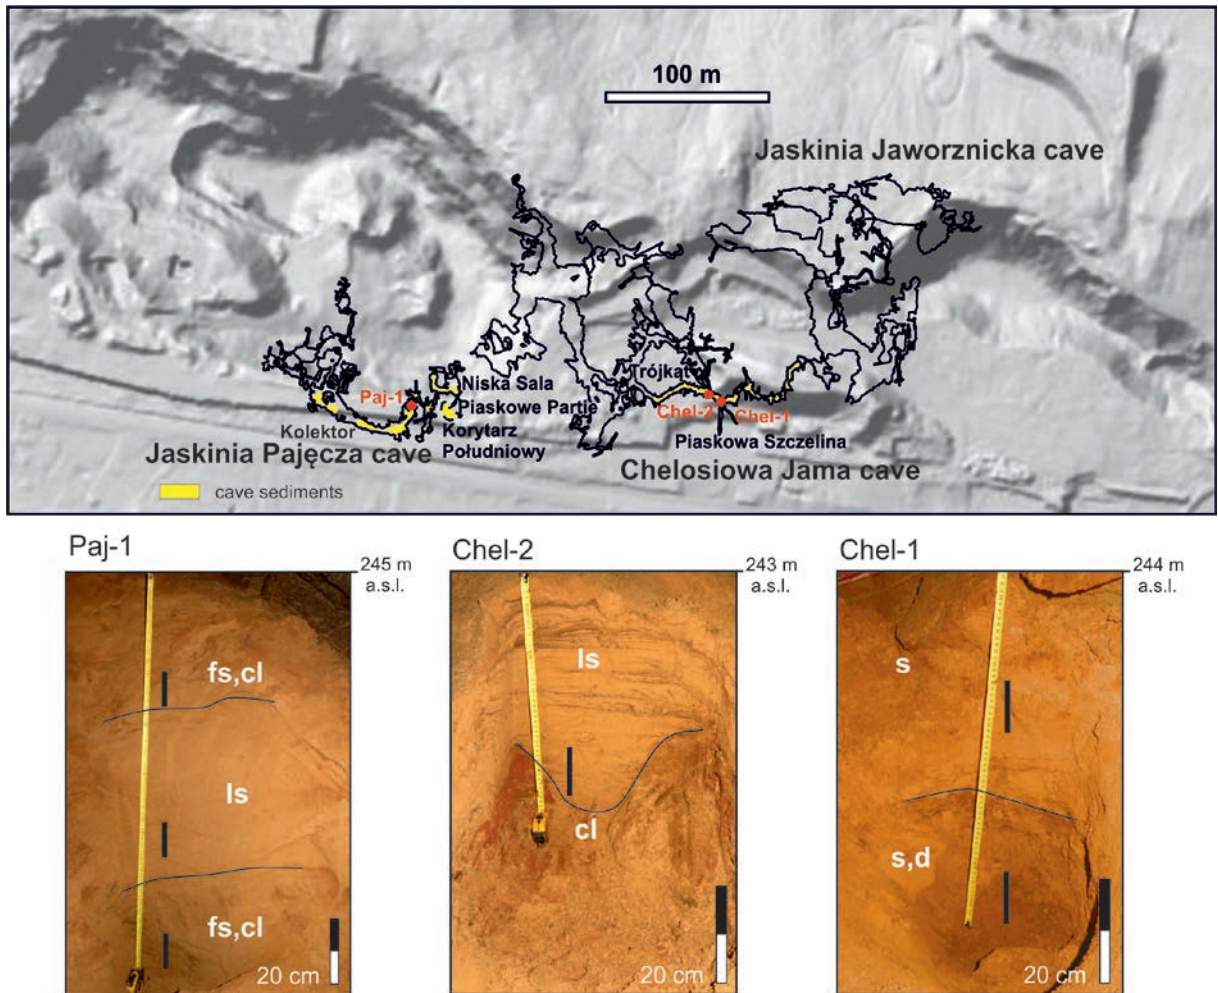 100 m
Jaskinia Jaworznicka cave
Trójkąt
Niska Sala
Paj-1
Piaskowe Partie
Chel-2
Chel-1
Kolektor
Korytarz
Południowy
Piaskowa Szczelina
Jaskinia Pajęcza cave
Chelosiowa Jama cave
cave sediments
Paj-1
245 m
a.s.l.
fs,cl
ls
fs,cl
20 cm
Chel-2
243 m
a.s.l.
ls
cl
20 cm
Chel-1
244 m
a.s.l.
s
s,d
20 cm